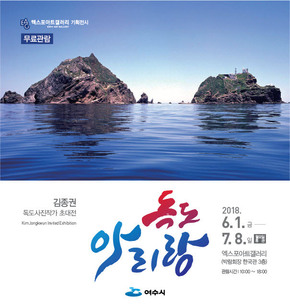 엑스포아트갤러리 기획전시
무료관람
김종권
독도사진작가 초대전
Kim Jongkwon Invited Exhibition
독도
아리랑
2018.
6.1.금
7.8.일
엑스포아트갤러리
(박람회장 한국관 3층)
관람시간 : 10:00 ~ 18:00
여수시